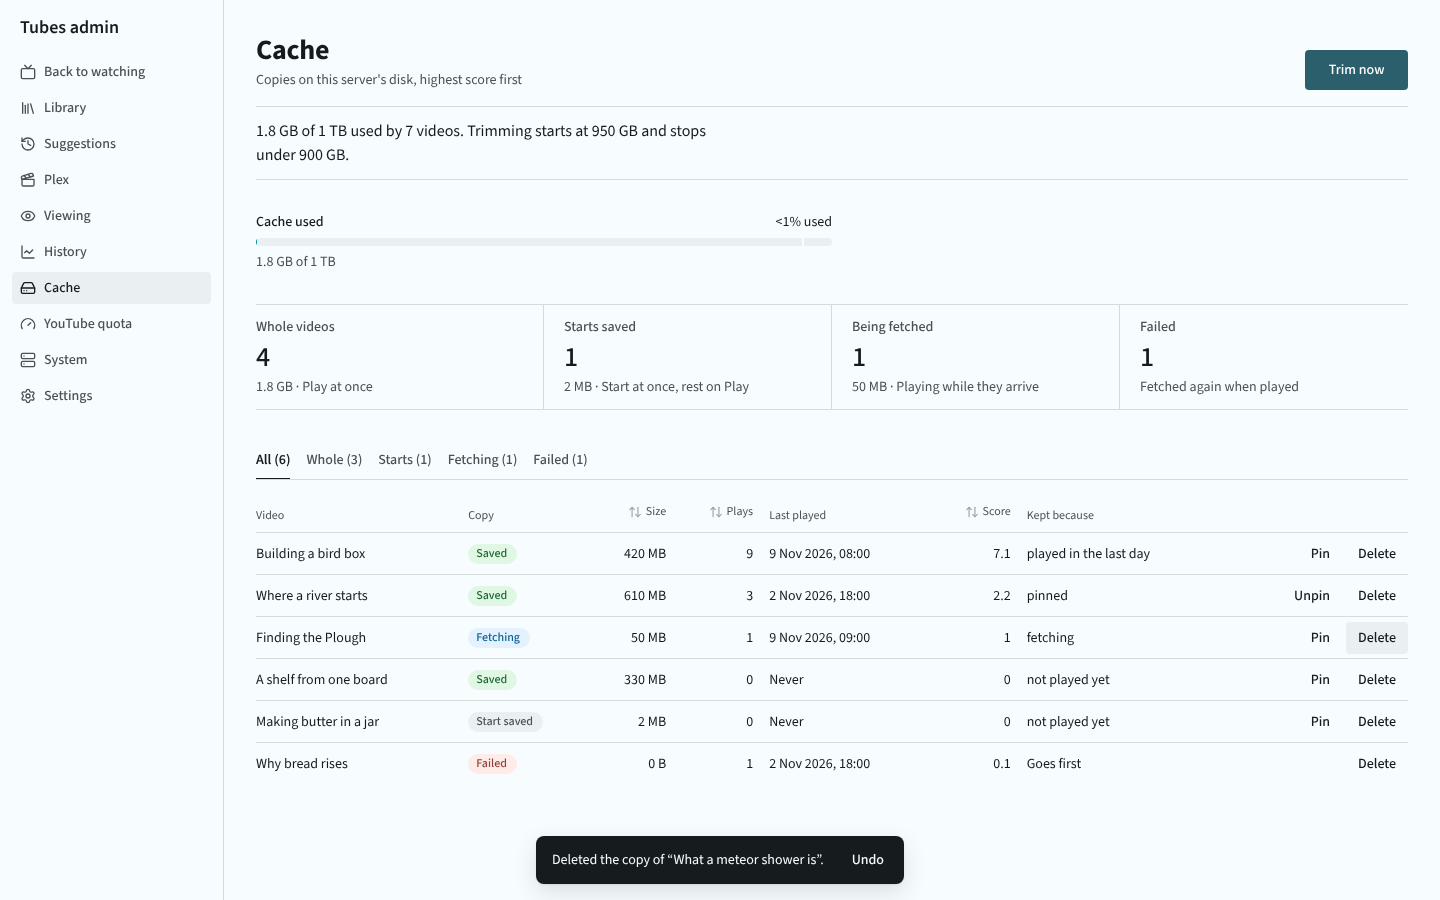 Tubes admin
Back to watching
Library
Suggestions
Plex
Viewing
History
Cache
YouTube quota
System
Settings
Cache
Copies on this server's disk, highest score first
Trim now
1.8 GB of 1 TB used by 7 videos. Trimming starts at 950 GB and stops
under 900 GB.
Cache used <1% used
1.8 GB of 1 TB
Whole videos
4
1.8 GB · Play at once
Starts saved
1
2 MB · Start at once, rest on Play
Being fetched
1
50 MB · Playing while they arrive
Failed
1
Fetched again when played
All (6) Whole (3) Starts (1) Fetching (1) Failed (1)
Video Copy Size Plays Last played Score Kept because
Building a bird box Saved 420 MB 9 9 Nov 2026, 08:00 7.1 played in the last day Pin Delete
Where a river starts Saved 610 MB 3 2 Nov 2026, 18:00 2.2 pinned Unpin Delete
Finding the Plough Fetching 50 MB 1 9 Nov 2026, 09:00 1 fetching Pin Delete
A shelf from one board Saved 330 MB 0 Never 0 not played yet Pin Delete
Making butter in a jar Start saved 2 MB 0 Never 0 not played yet Pin Delete
Why bread rises Failed 0 B 1 2 Nov 2026, 18:00 0.1 Goes first Delete
Deleted the copy of “What a meteor shower is”. Undo